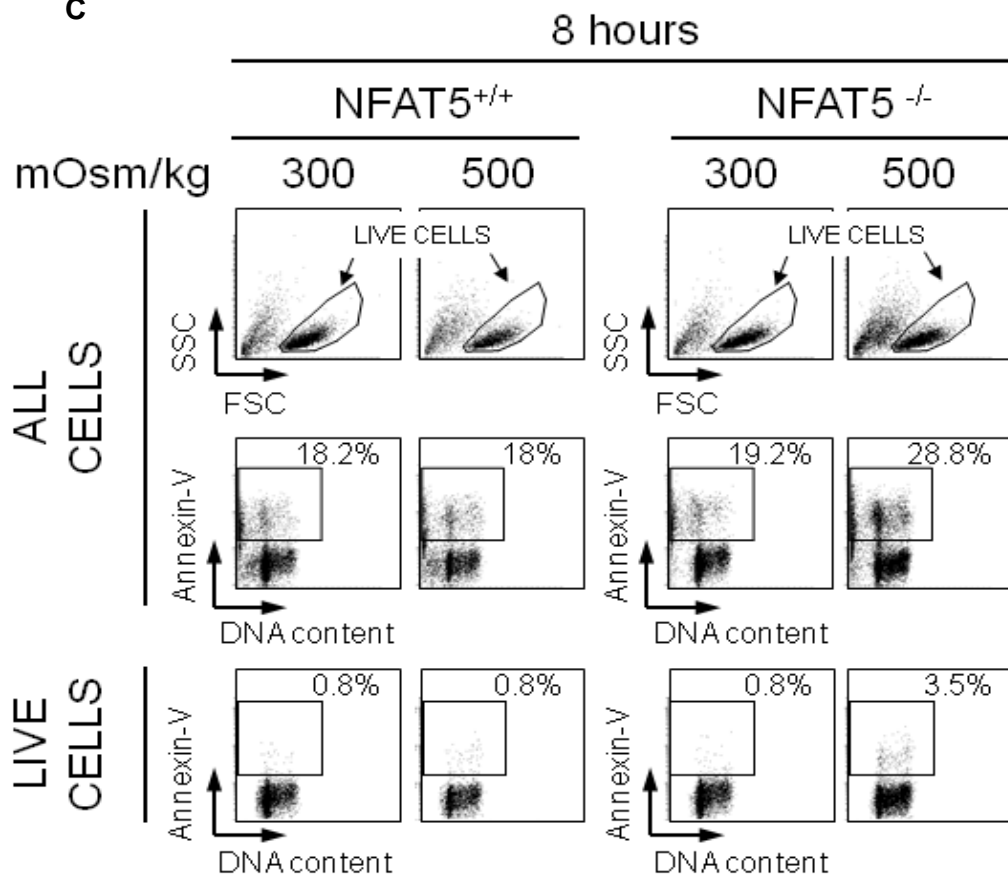 C
8 hours
NFAT5+/+ NFAT5 -/-
mOsm/kg 300 500 300 500
ALL CELLS
LIVE CELLS LIVE CELLS
SSC SSC
FSC FSC
18.2% 18% 19.2% 28.8%
Annexin-V Annexin-V
DNA content DNA content
LIVE CELLS
0.8% 0.8% 0.8% 3.5%
Annexin-V Annexin-V
DNA content DNA content